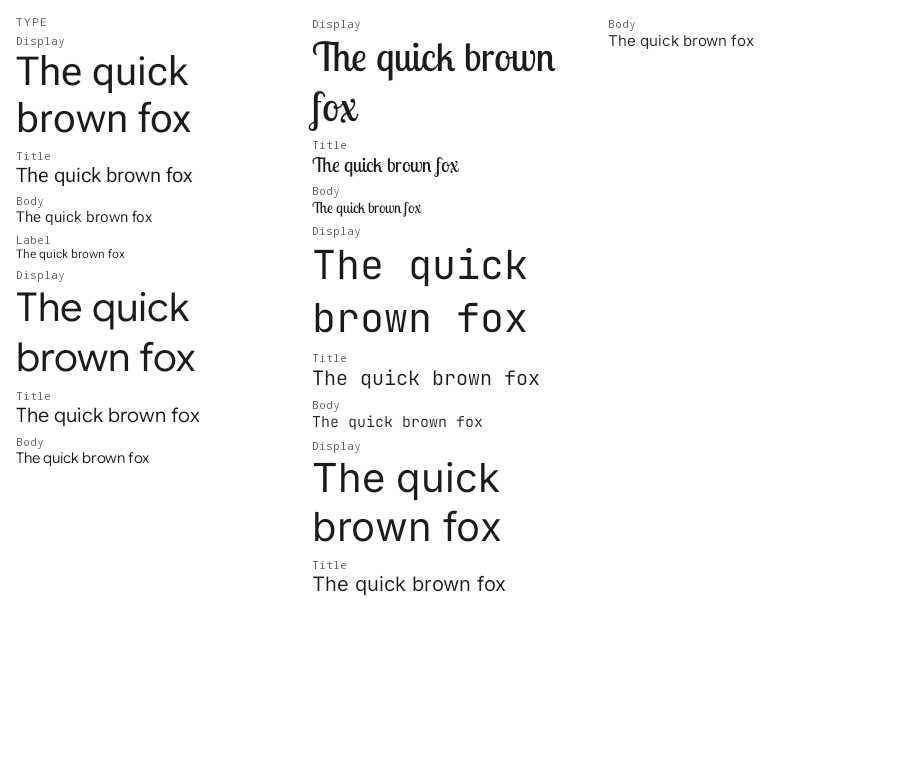 TYPE
Display
The quick
brown fox
Title
The quick brown fox
Body
The quick brown fox
Label
The quick brown fox
Display
The quick
brown fox
Title
The quick brown fox
Body
The quick brown fox
Display
The quick brown
fox
Title
The quick brown fox
Body
The quick brown fox
Display
The quick
brown fox
Title
The quick brown fox
Body
The quick brown fox
Display
The quick
brown fox
Title
The quick brown fox
Body
The quick brown fox